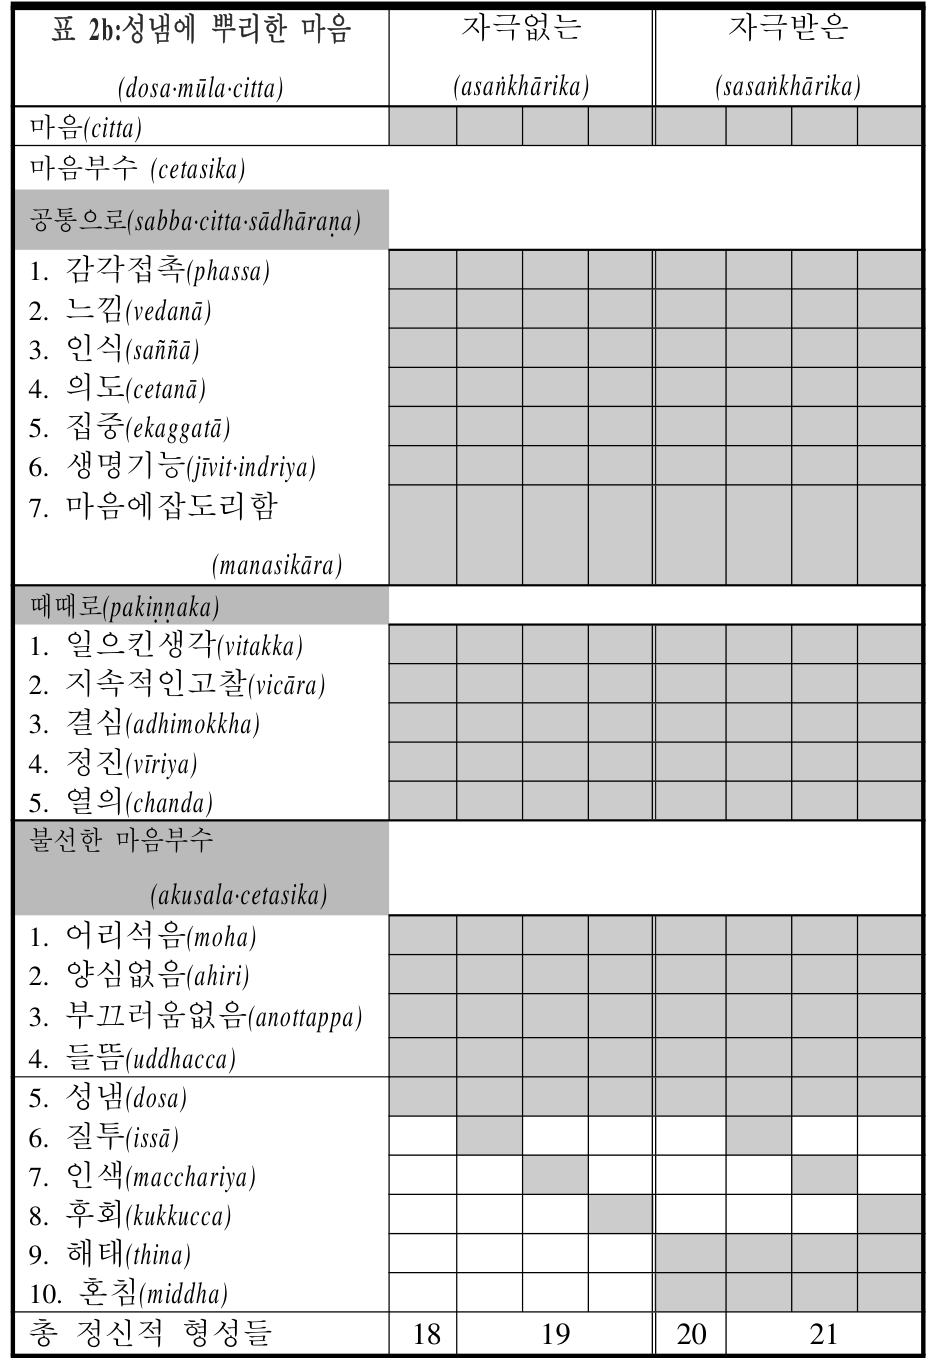 표 2b:성냄에 뿌리한 마음 자극없는 자극받은
(dosa·mūla·citta) (asaṅkhārika) (sasaṅkhārika)
마음(citta)
마음부수 (cetasika)
공통으로(sabba·citta·sādhāraṇa)
1. 감각접촉(phassa)
2. 느낌(vedanā)
3. 인식(saññā)
4. 의도(cetanā)
5. 집중(ekaggatā)
6. 생명기능(jīvit·indriya)
7. 마음에잡도리함
(manasikāra)
때때로(pakiṇṇaka)
1. 일으킨생각(vitakka)
2. 지속적인고찰(vicāra)
3. 결심(adhimokkha)
4. 정진(vīriya)
5. 열의(chanda)
불선한 마음부수
(akusala·cetasika)
1. 어리석음(moha)
2. 양심없음(ahiri)
3. 부끄러움없음(anottappa)
4. 들뜸(uddhacca)
5. 성냄(dosa)
6. 질투(issā)
7. 인색(macchariya)
8. 후회(kukkucca)
9. 해태(thina)
10. 혼침(middha)
총 정신적 형성들 18 19 20 21